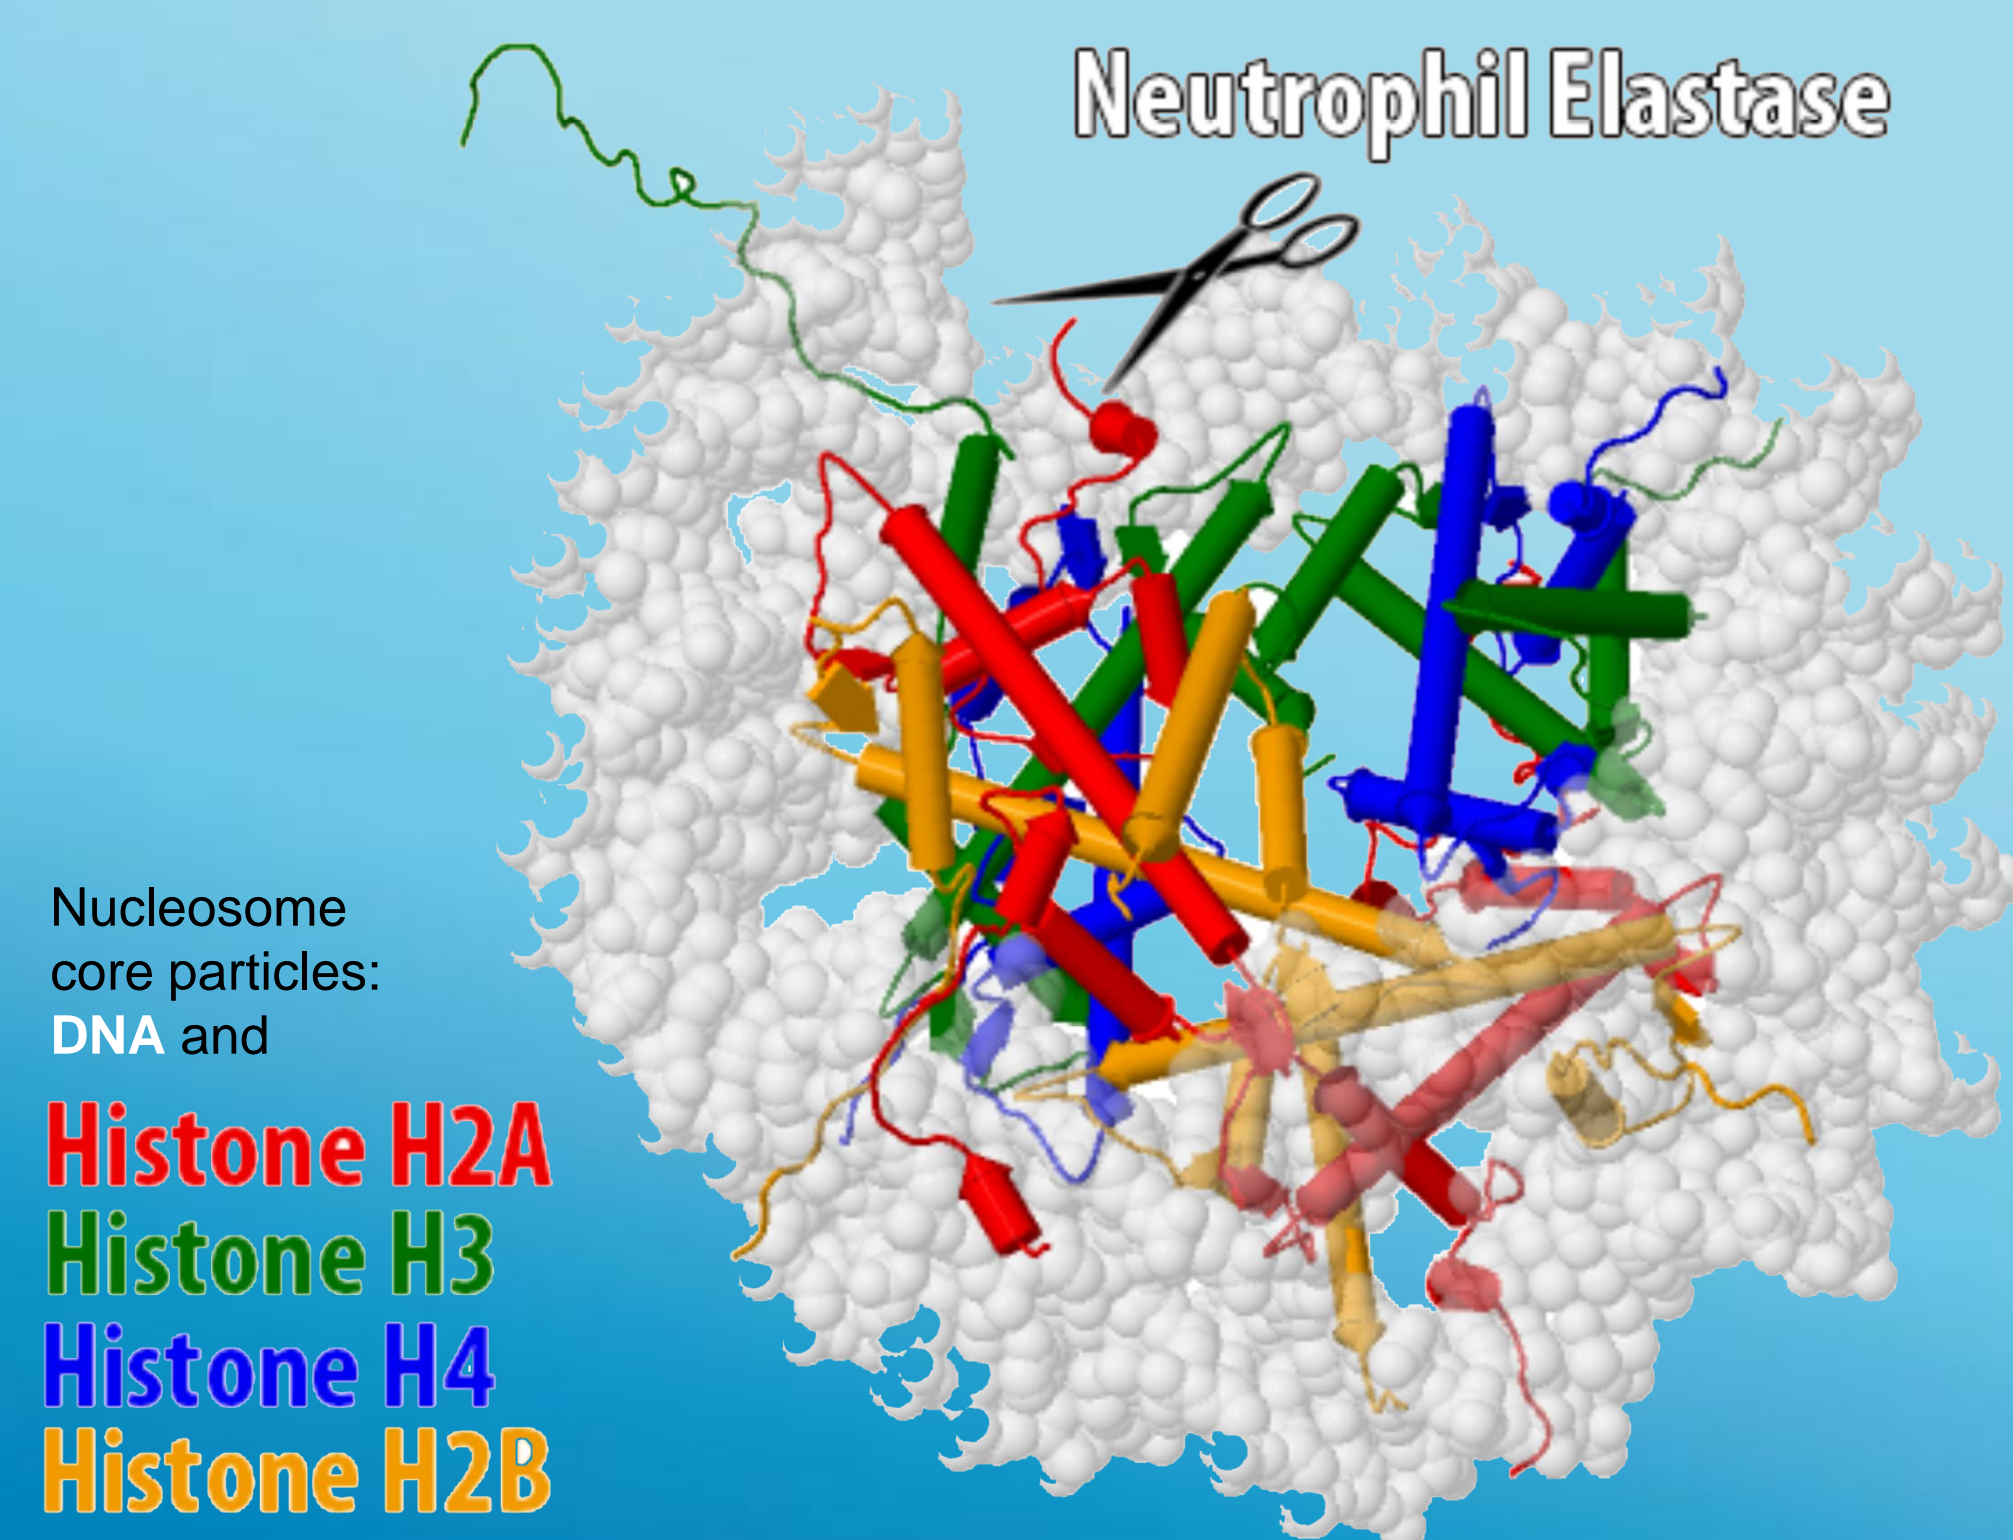 Neutrophil Elastase
Nucleosome
core particles:
DNA and
Histone H2A
Histone H3
Histone H4
Histone H2B